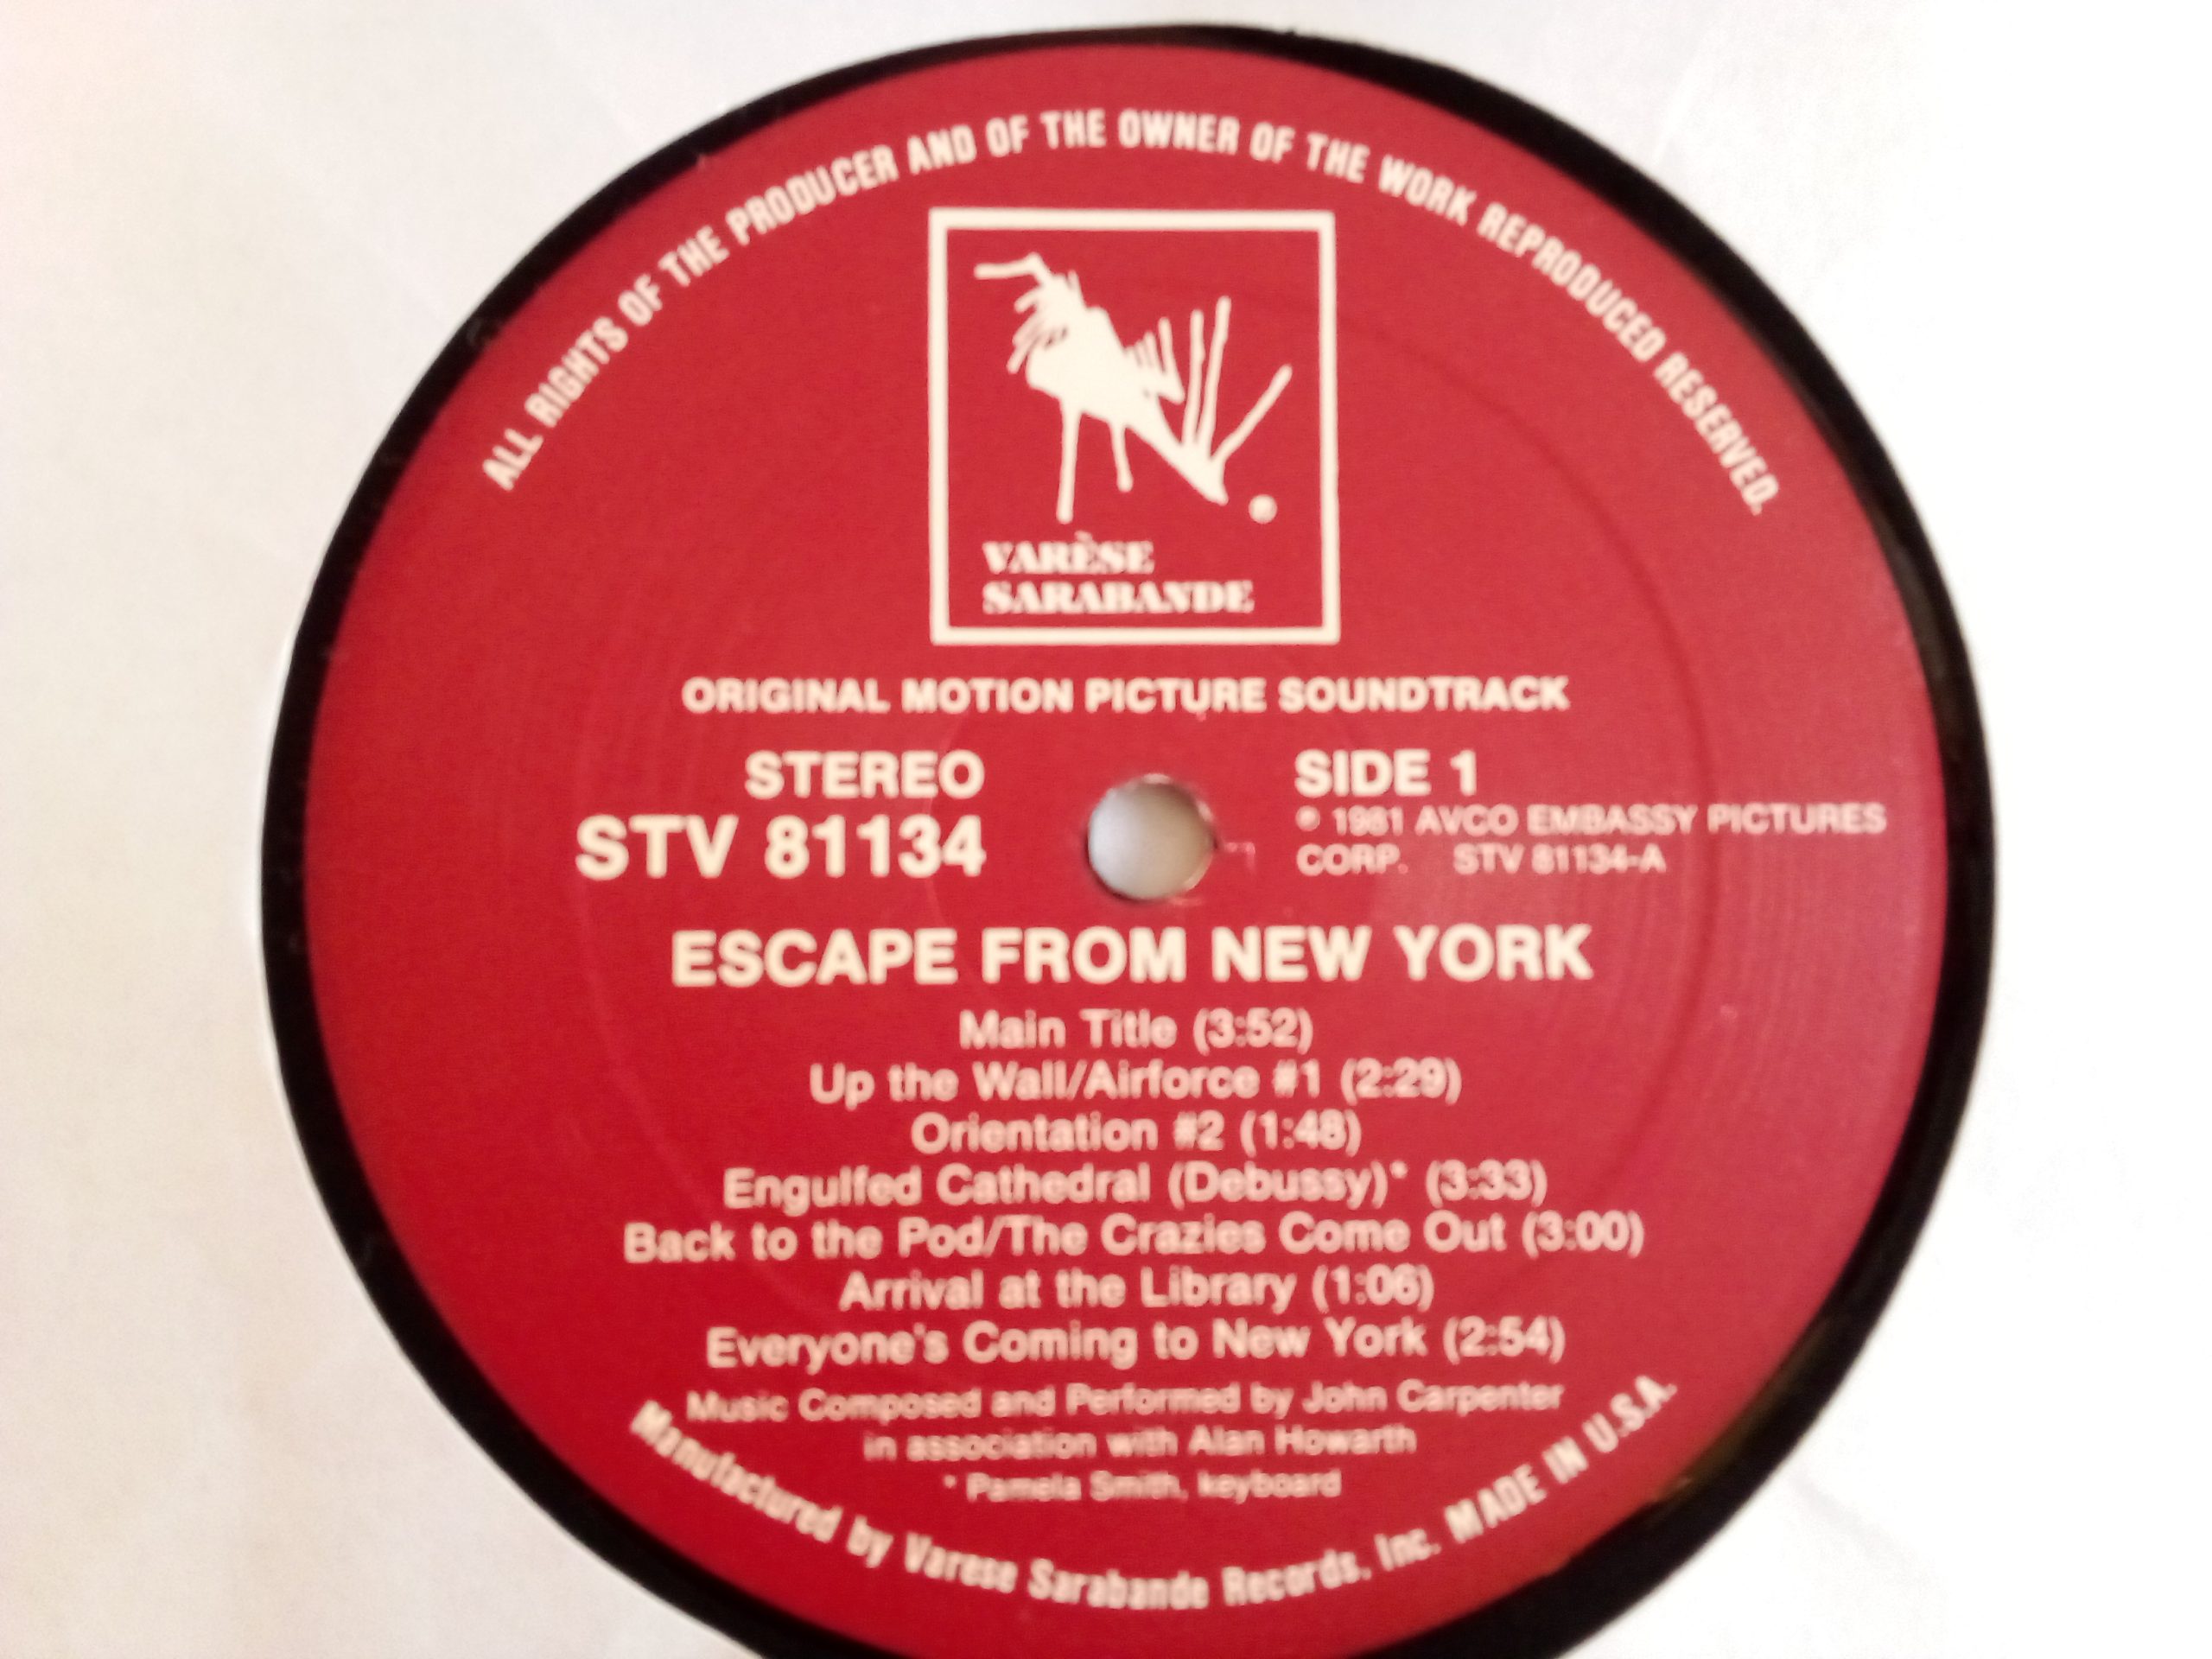 ALL RIGHTS OF THE PRODUCER AND OF THE OWNER OF THE WORK REPRODUCED RESERVED.
VARÈSE
SARABANDE
ORIGINAL MOTION PICTURE SOUNDTRACK
STEREO
STV 81134
SIDE 1
℗ 1981 AVCO EMBASSY PICTURES
CORP. STV 81134-A
ESCAPE FROM NEW YORK
Main Title (3:52)
Up the Wall/Airforce #1 (2:29)
Orientation #2 (1:48)
Engulfed Cathedral (Debussy)* (3:33)
Back to the Pod/The Crazies Come Out (3:00)
Arrival at the Library (1:06)
Everyone's Coming to New York (2:54)
Music Composed and Performed by John Carpenter
in association with Alan Howarth
* Pamela Smith, keyboard
Manufactured by Varese Sarabande Records, Inc. MADE IN U.S.A.